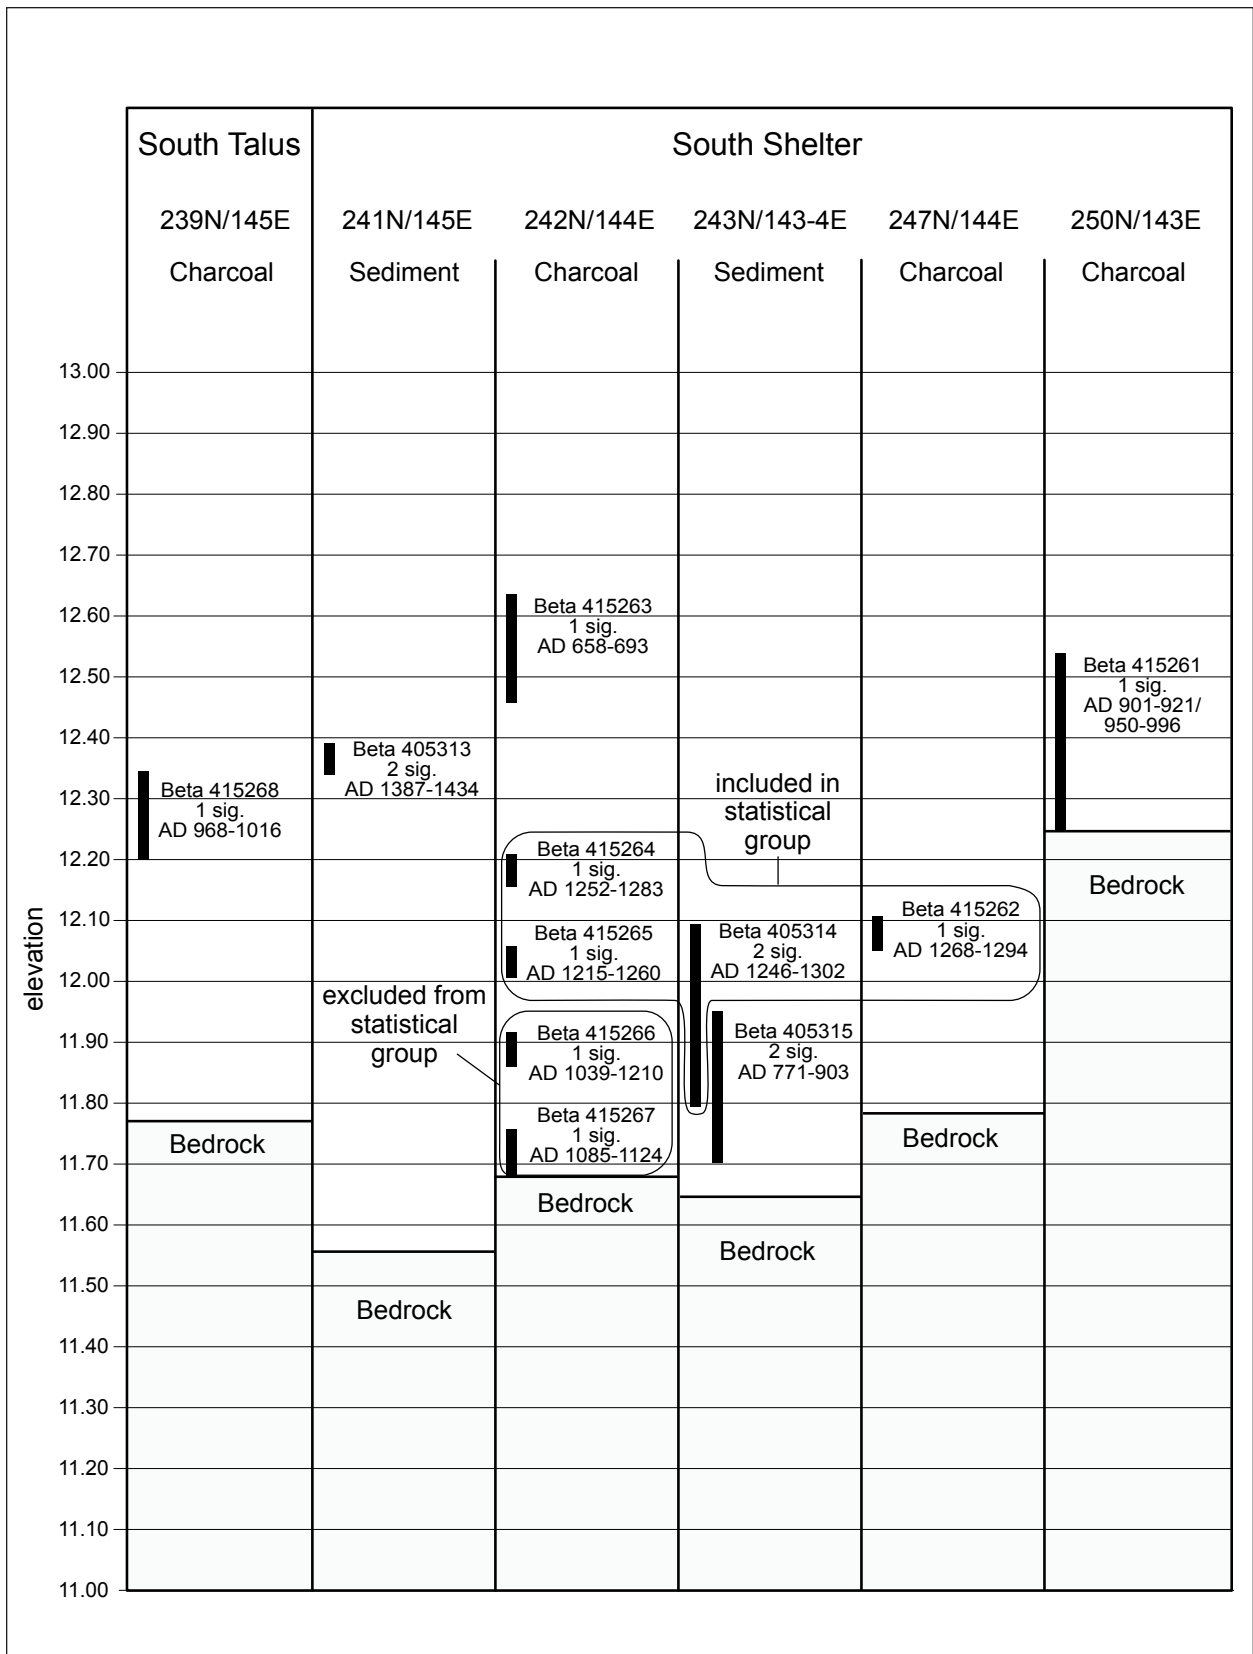 South Talus
South Shelter
239N/145E
241N/145E
242N/144E
243N/143-4E
247N/144E
250N/143E
Charcoal
Sediment
Charcoal
Sediment
Charcoal
Charcoal
elevation
13.00
12.90
12.80
12.70
12.60
12.50
12.40
12.30
12.20
12.10
12.00
11.90
11.80
11.70
11.60
11.50
11.40
11.30
11.20
11.10
11.00
Beta 415268
1 sig.
AD 968-1016
Bedrock
Beta 405313
2 sig.
AD 1387-1434
Bedrock
Beta 415263
1 sig.
AD 658-693
Beta 415264
1 sig.
AD 1252-1283
Beta 415265
1 sig.
AD 1215-1260
excluded from
statistical
group
Beta 415266
1 sig.
AD 1039-1210
Beta 415267
1 sig.
AD 1085-1124
Bedrock
included in
statistical
group
Beta 405314
2 sig.
AD 1246-1302
Beta 405315
2 sig.
AD 771-903
Bedrock
Beta 415262
1 sig.
AD 1268-1294
Bedrock
Beta 415261
1 sig.
AD 901-921/
950-996
Bedrock